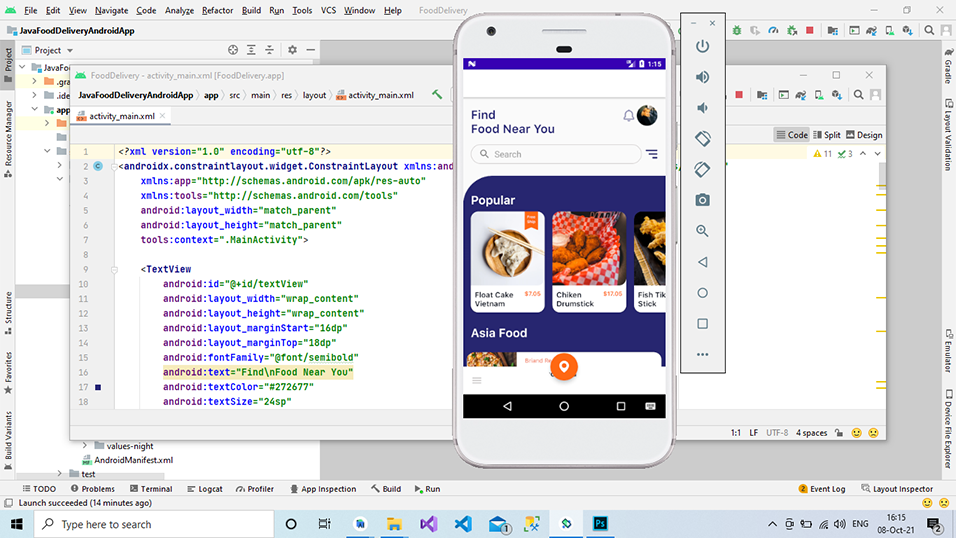 File Edit View Navigate Code Analyze Refactor Build Run Tools VCS Window Help FoodDelivery
JavaFoodDeliveryAndroidApp
Project
FoodDelivery - activity_main.xml [FoodDelivery.app]
JavaFoodDeliveryAndroidApp app src main res layout activity_main.xml
activity_main.xml
Code Split Design
11 3
1 <?xml version="1.0" encoding="utf-8"?>
2 <androidx.constraintlayout.widget.ConstraintLayout xmlns:and
3 xmlns:app="http://schemas.android.com/apk/res-auto"
4 xmlns:tools="http://schemas.android.com/tools"
5 android:layout_width="match_parent"
6 android:layout_height="match_parent"
7 tools:context=".MainActivity">
8
9 <TextView
10 android:id="@+id/textView"
11 android:layout_width="wrap_content"
12 android:layout_height="wrap_content"
13 android:layout_marginStart="16dp"
14 android:layout_marginTop="18dp"
15 android:fontFamily="@font/semibold"
16 android:text="Find\nFood Near You"
17 android:textColor="#272677"
18 android:textSize="24sp"
1:1 LF UTF-8 4 spaces
JavaFo
.gra
.ide
app
values-night
AndroidManifest.xml
test
Project
Resource Manager
Structure
Favorites
Build Variants
Gradle
Layout Validation
Emulator
Device File Explorer
1:15
Find
Food Near You
Search
Popular
Free
Ship
Float Cake
Vietnam
$7.05
Chiken
Drumstick
$17.05
Fish Tik
Stick
Asia Food
TODO Problems Terminal Logcat Profiler App Inspection Build Run
Event Log Layout Inspector
Launch succeeded (14 minutes ago)
Type here to search
ENG
16:15
08-Oct-21